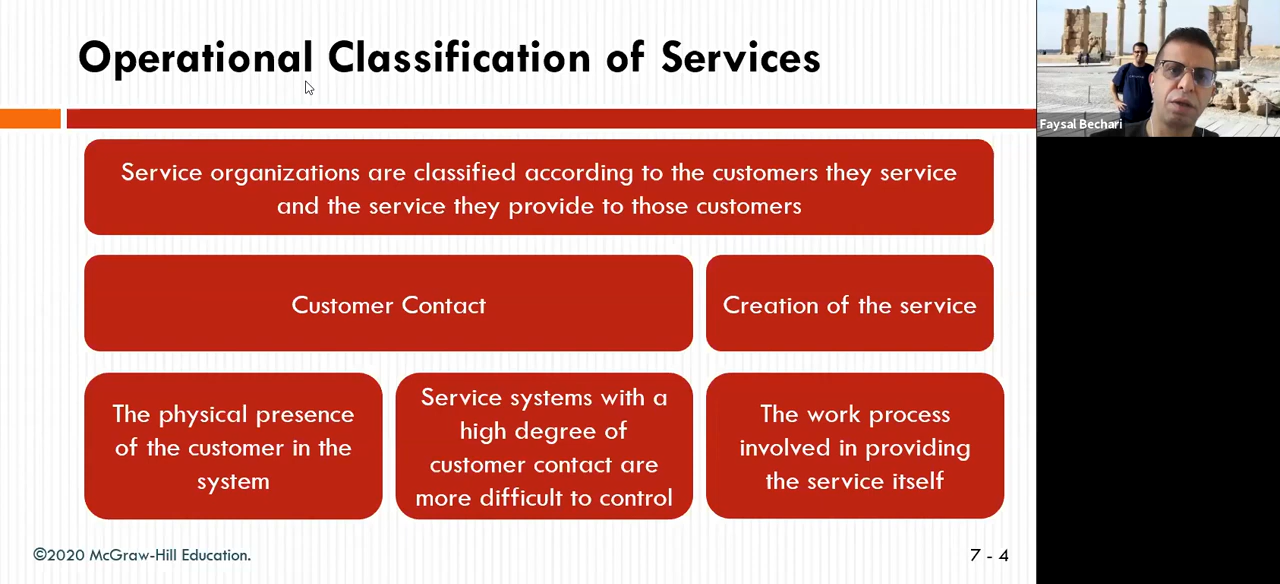 Operational Classification of Services
Faysal Bechari
Service organizations are classified according to the customers they service
and the service they provide to those customers
Customer Contact
Creation of the service
The physical presence
of the customer in the
system
Service systems with a
high degree of
customer contact are
more difficult to control
The work process
involved in providing
the service itself
©2020 McGraw-Hill Education.
7 - 4